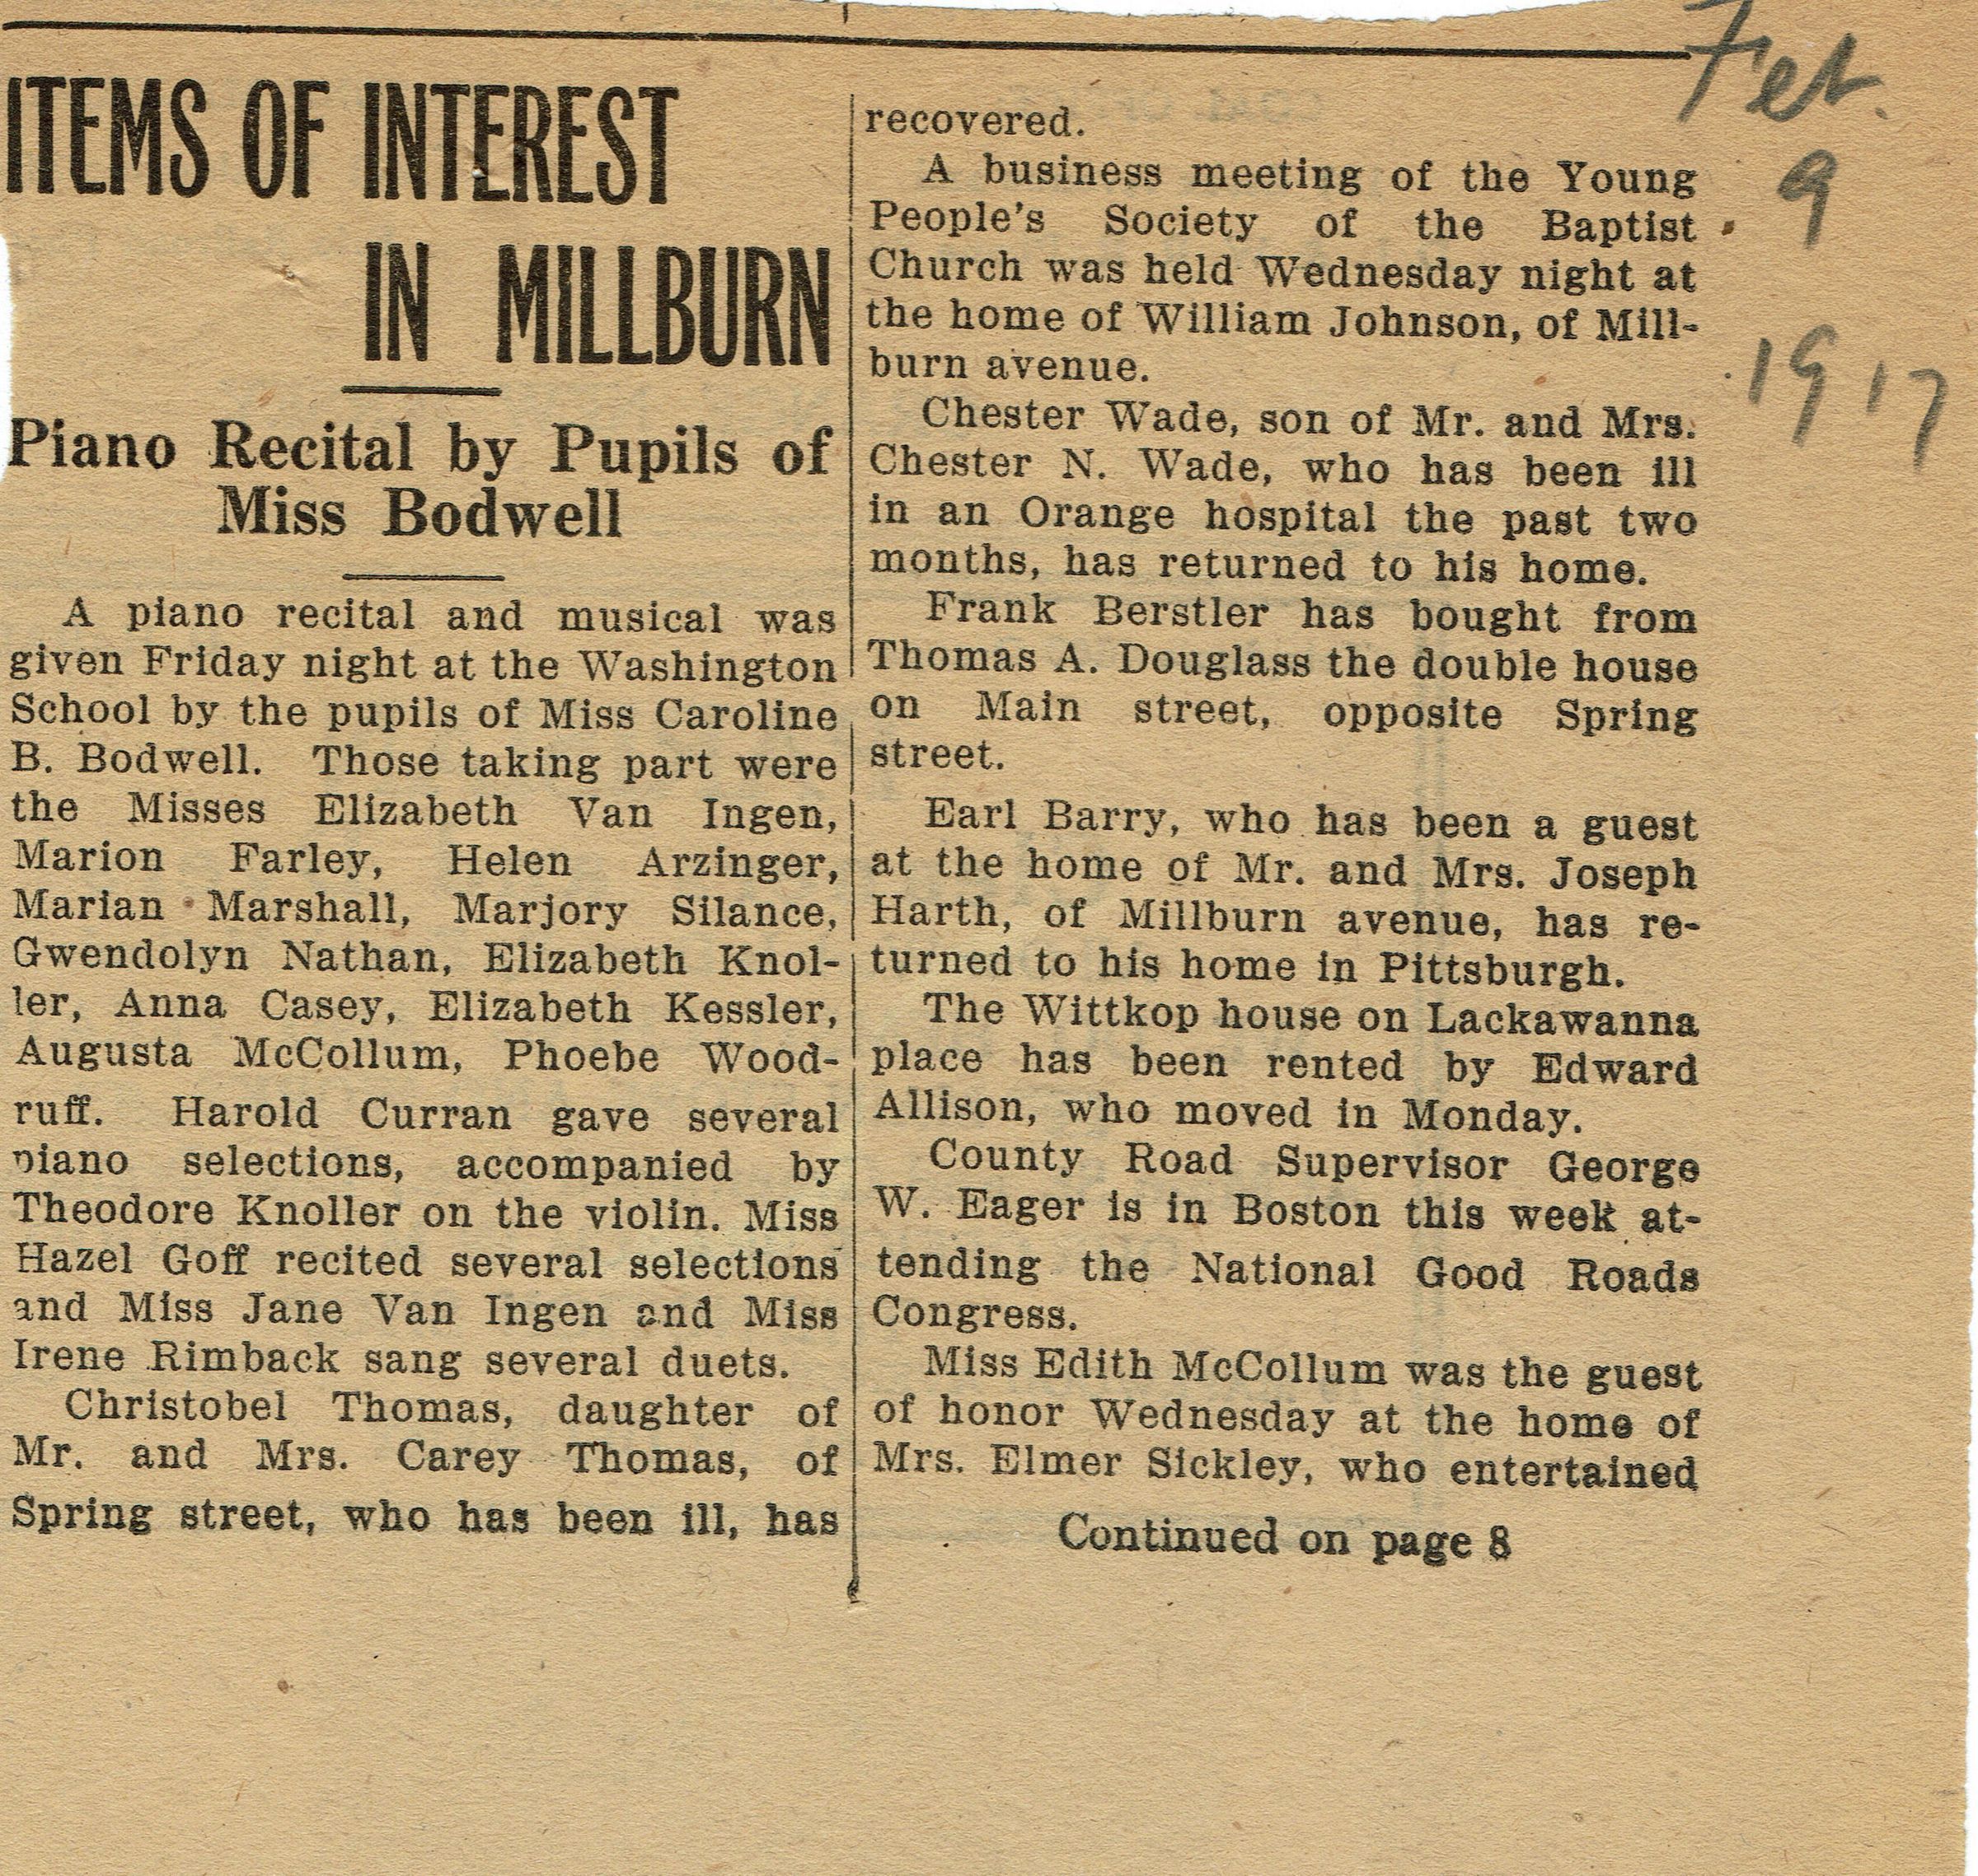 ITEMS OF INTEREST
IN MILLBURN
Piano Recital by Pupils of
Miss Bodwell
A piano recital and musical was
given Friday night at the Washington
School by the pupils of Miss Caroline
B. Bodwell. Those taking part were
the Misses Elizabeth Van Ingen,
Marion Farley, Helen Arzinger,
Marian Marshall, Marjory Silance,
Gwendolyn Nathan, Elizabeth Knol-
ler, Anna Casey, Elizabeth Kessler,
Augusta McCollum, Phoebe Wood-
ruff. Harold Curran gave several
piano selections, accompanied by
Theodore Knoller on the violin. Miss
Hazel Goff recited several selections
and Miss Jane Van Ingen and Miss
Irene Rimback sang several duets.
Christobel Thomas, daughter of
Mr. and Mrs. Carey Thomas, of
Spring street, who has been ill, has
recovered.
A business meeting of the Young
People's Society of the Baptist
Church was held Wednesday night at
the home of William Johnson, of Mill-
burn avenue.
Chester Wade, son of Mr. and Mrs.
Chester N. Wade, who has been ill
in an Orange hospital the past two
months, has returned to his home.
Frank Berstler has bought from
Thomas A. Douglass the double house
on Main street, opposite Spring
street.
Earl Barry, who has been a guest
at the home of Mr. and Mrs. Joseph
Harth, of Millburn avenue, has re-
turned to his home in Pittsburgh.
The Wittkop house on Lackawanna
place has been rented by Edward
Allison, who moved in Monday.
County Road Supervisor George
W. Eager is in Boston this week at-
tending the National Good Roads
Congress.
Miss Edith McCollum was the guest
of honor Wednesday at the home of
Mrs. Elmer Sickley, who entertained
Continued on page 8
Feb.
9
1917